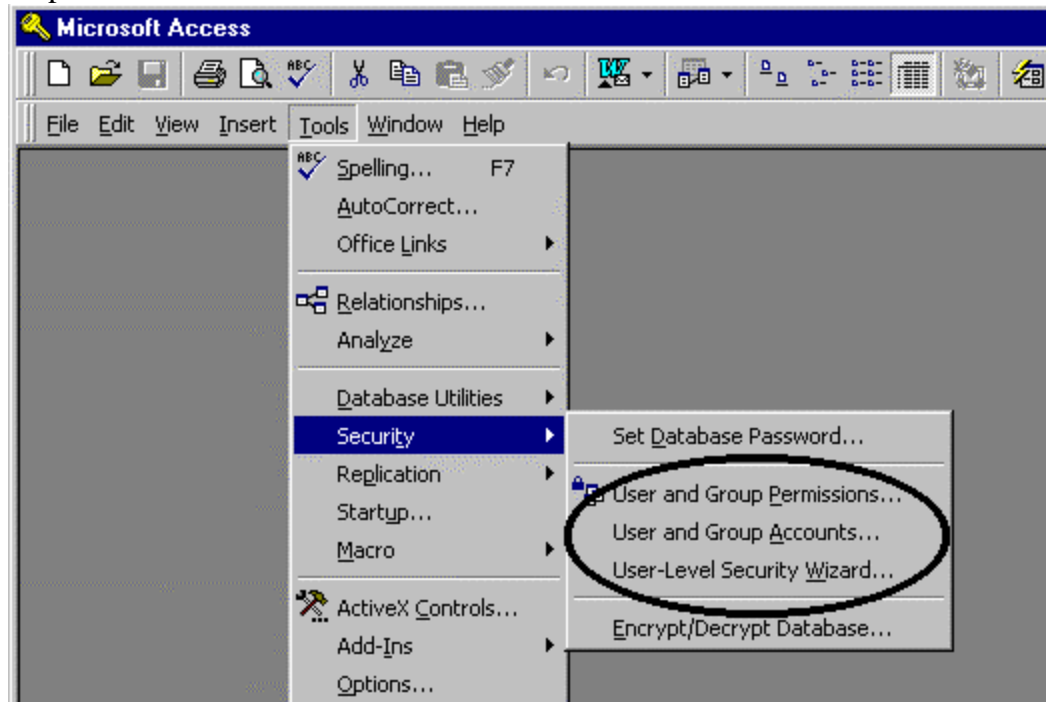 Microsoft Access
ABC
W
File Edit View Insert Tools Window Help
ABC Spelling... F7
AutoCorrect...
Office Links
Relationships...
Analyze
Database Utilities
Security
Set Database Password...
Replication
User and Group Permissions...
Startup...
User and Group Accounts...
Macro
User-Level Security Wizard...
ActiveX Controls...
Encrypt/Decrypt Database...
Add-Ins
Options...